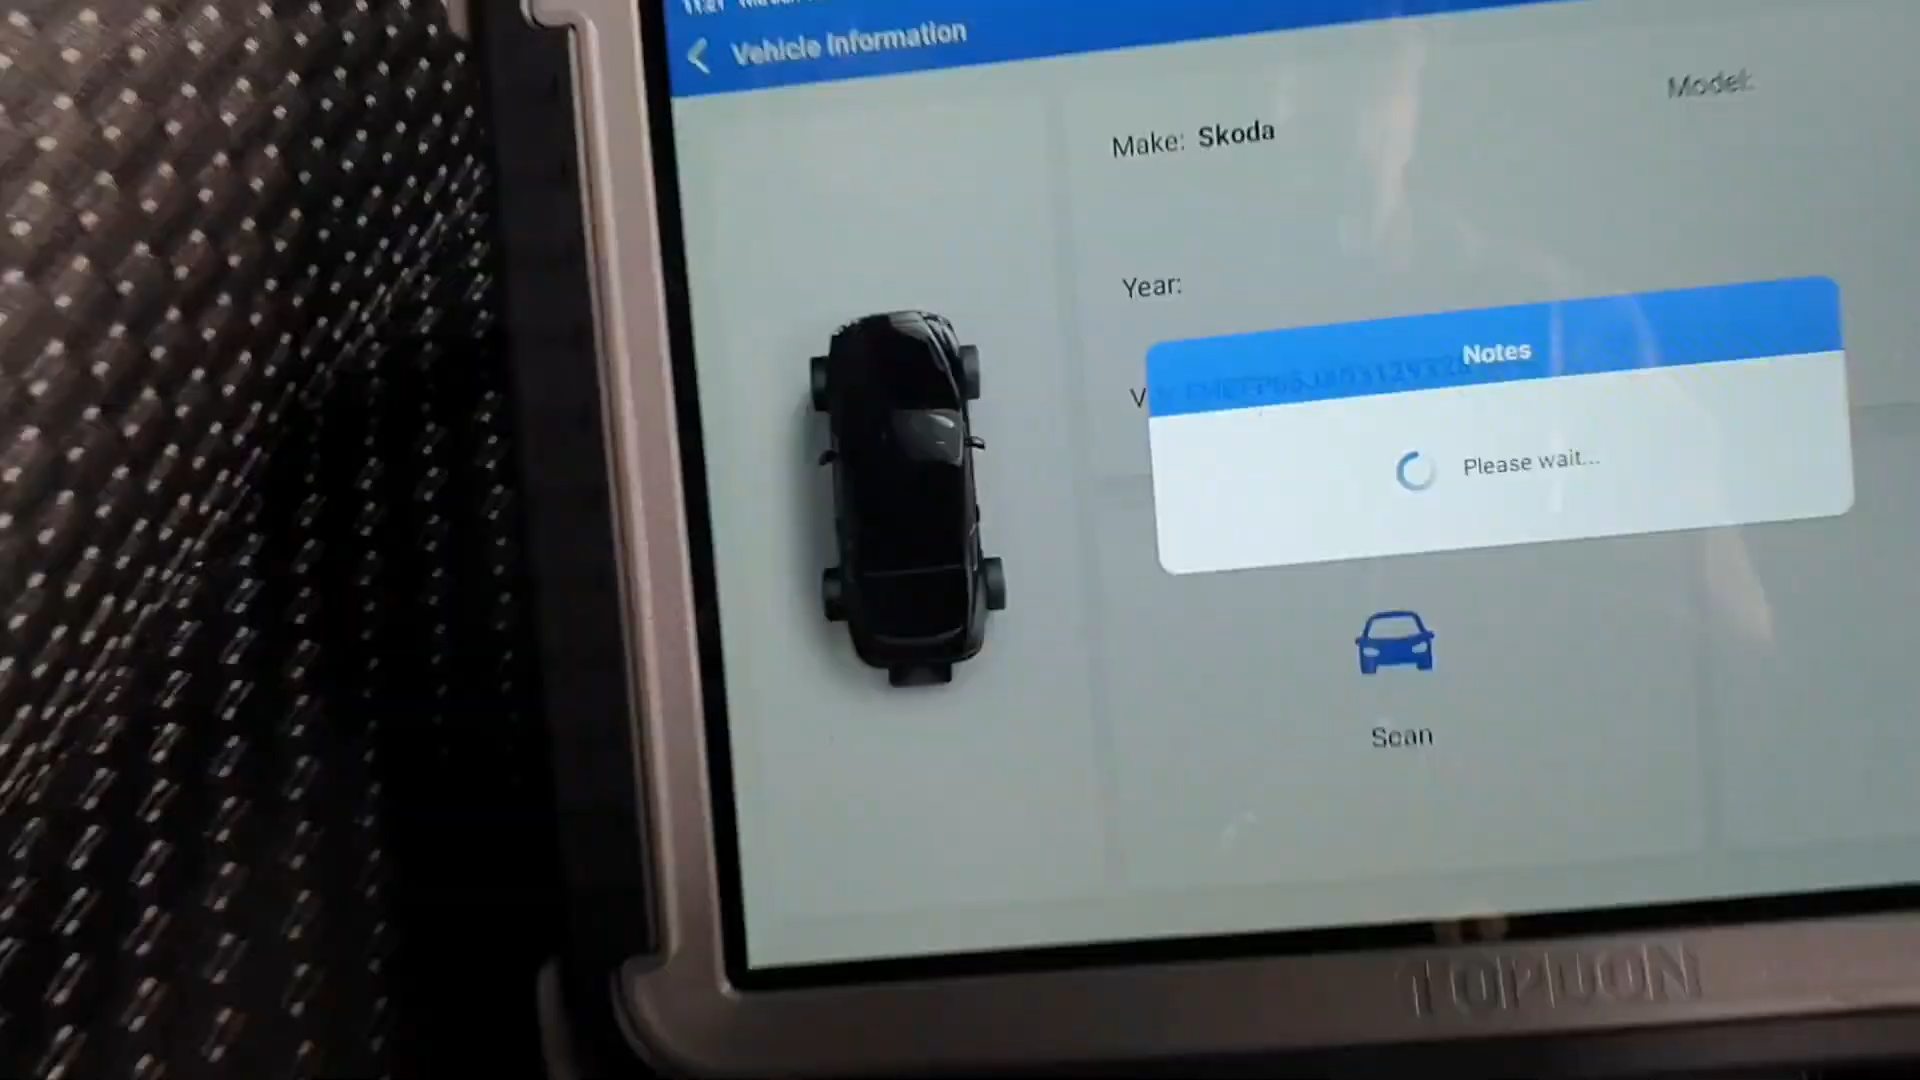 Vehicle Information
Model:
Make: Skoda
Year:
Notes
Please wait...
Scan
TOPDON